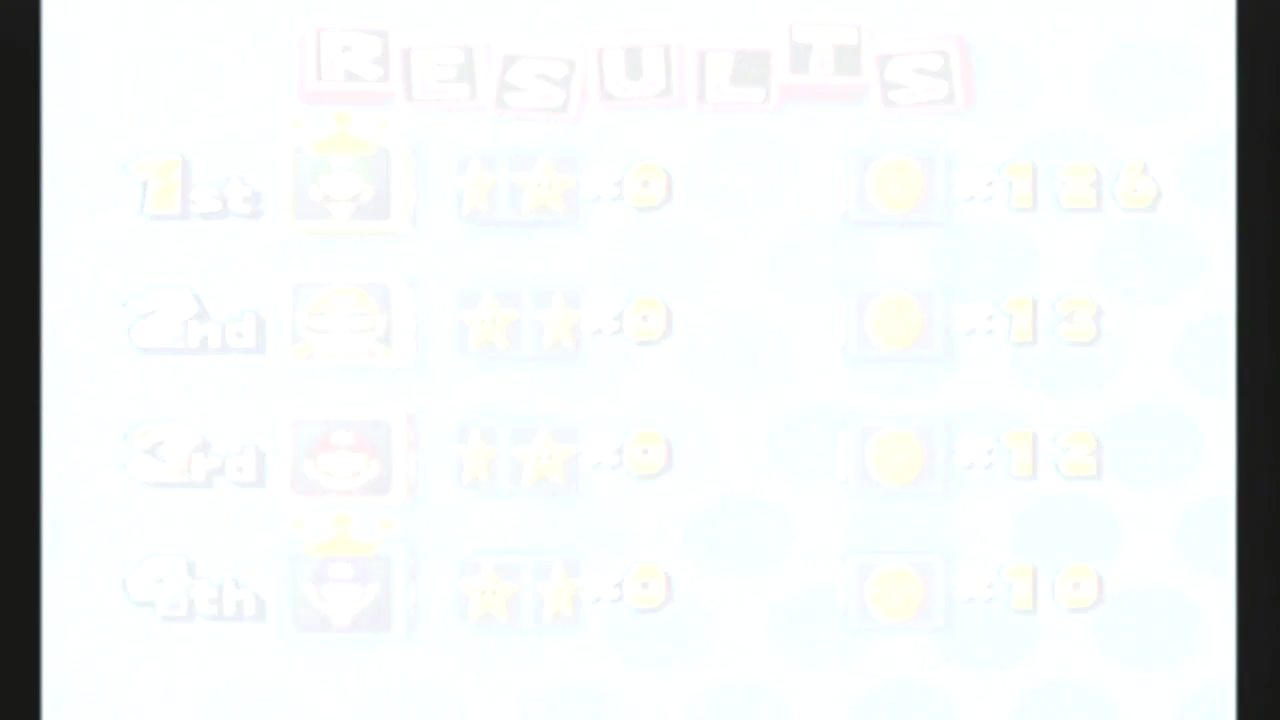 RESULTS
1st ×0 ×126
2nd ×0 ×13
3rd ×0 ×12
4th ×0 ×10